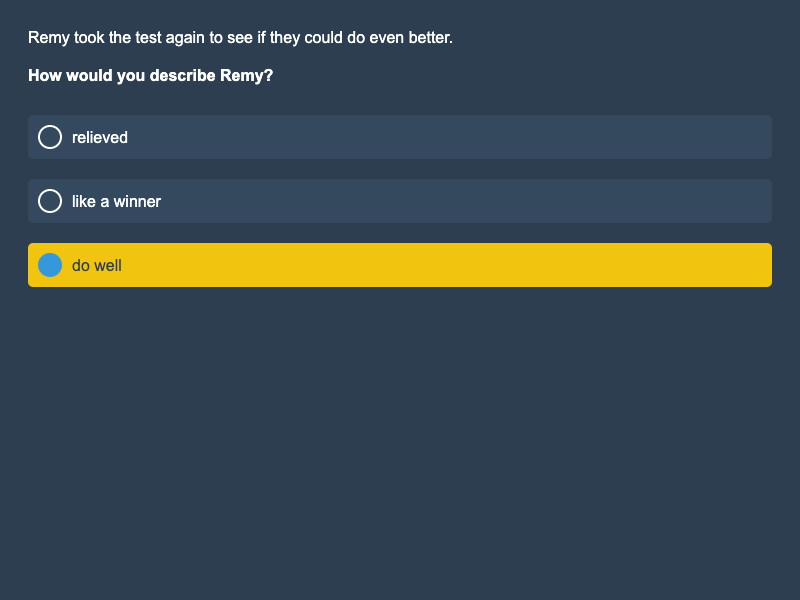 Remy took the test again to see if they could do even better.
How would you describe Remy?
relieved
like a winner
do well